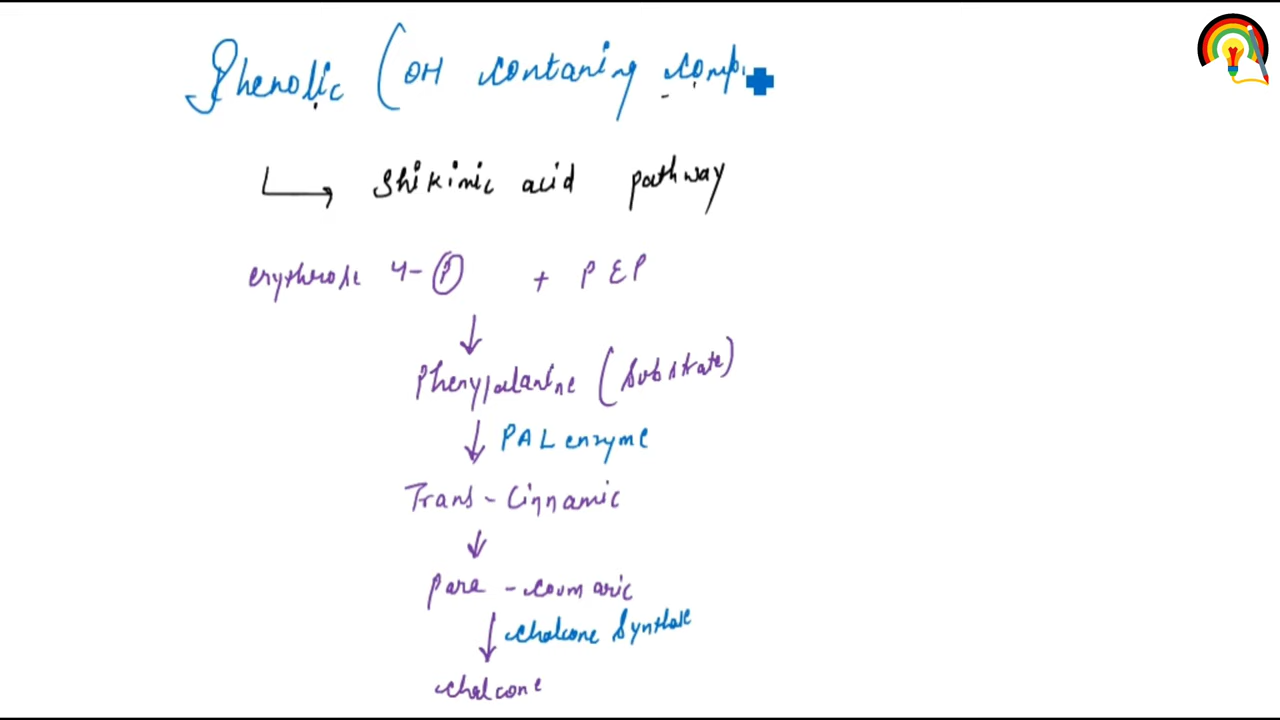 Phenolic (OH contaning comp.
Shikimic acid pathway
erythrose 4-P + PEP
Phenylalanine (substrate)
PAL enzyme
Trans - Cinnamic
para - coumaric
chalcone synthase
chalcone